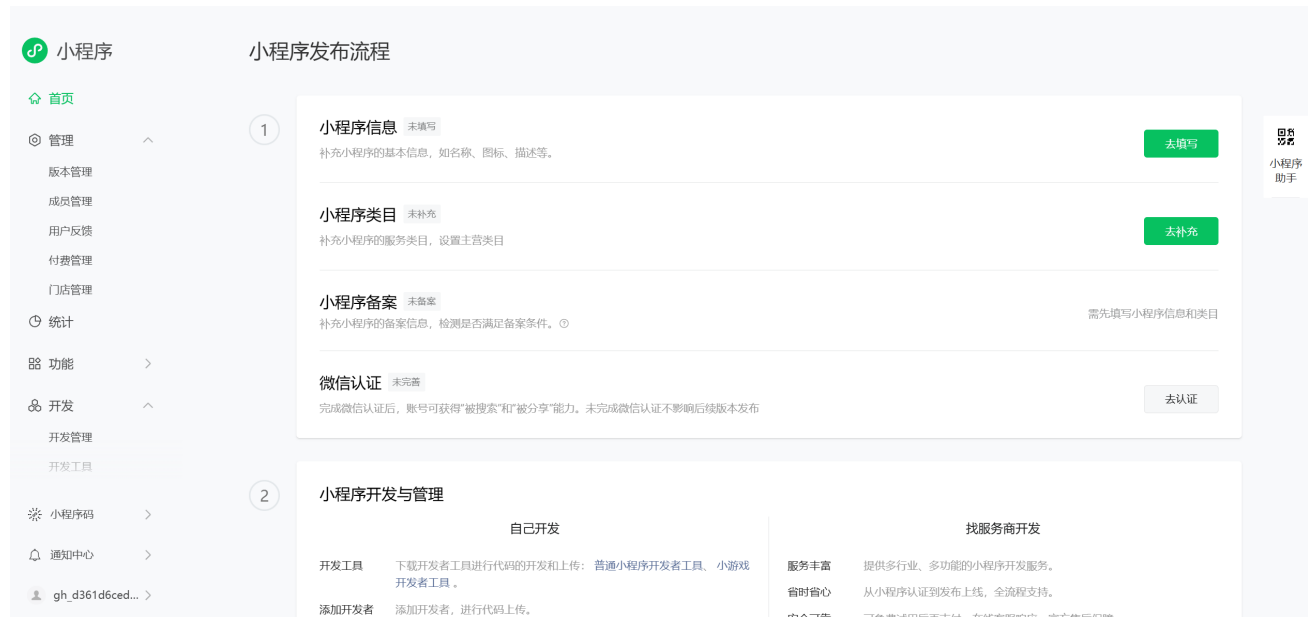 小程序
首页
管理
版本管理
成员管理
用户反馈
付费管理
门店管理
统计
功能
开发
开发管理
开发工具
小程序码
通知中心
gh_d361d6ced...
小程序发布流程
1
小程序信息 未填写
补充小程序的基本信息，如名称、图标、描述等。
去填写
小程序类目 未补充
补充小程序的服务类目，设置主营类目
去补充
小程序备案 未备案
补充小程序的备案信息，检测是否满足备案条件。
需先填写小程序信息和类目
微信认证 未完善
完成微信认证后，账号可获得“被搜索”和“被分享”能力。未完成微信认证不影响后续版本发布
去认证
2
小程序开发与管理
自己开发
开发工具 下载开发者工具进行代码的开发和上传： 普通小程序开发者工具、 小游戏
开发者工具 。
添加开发者 添加开发者，进行代码上传。
找服务商开发
服务丰富 提供多行业、多功能的小程序开发服务。
省时省心 从小程序认证到发布上线，全流程支持。
小程序
助手